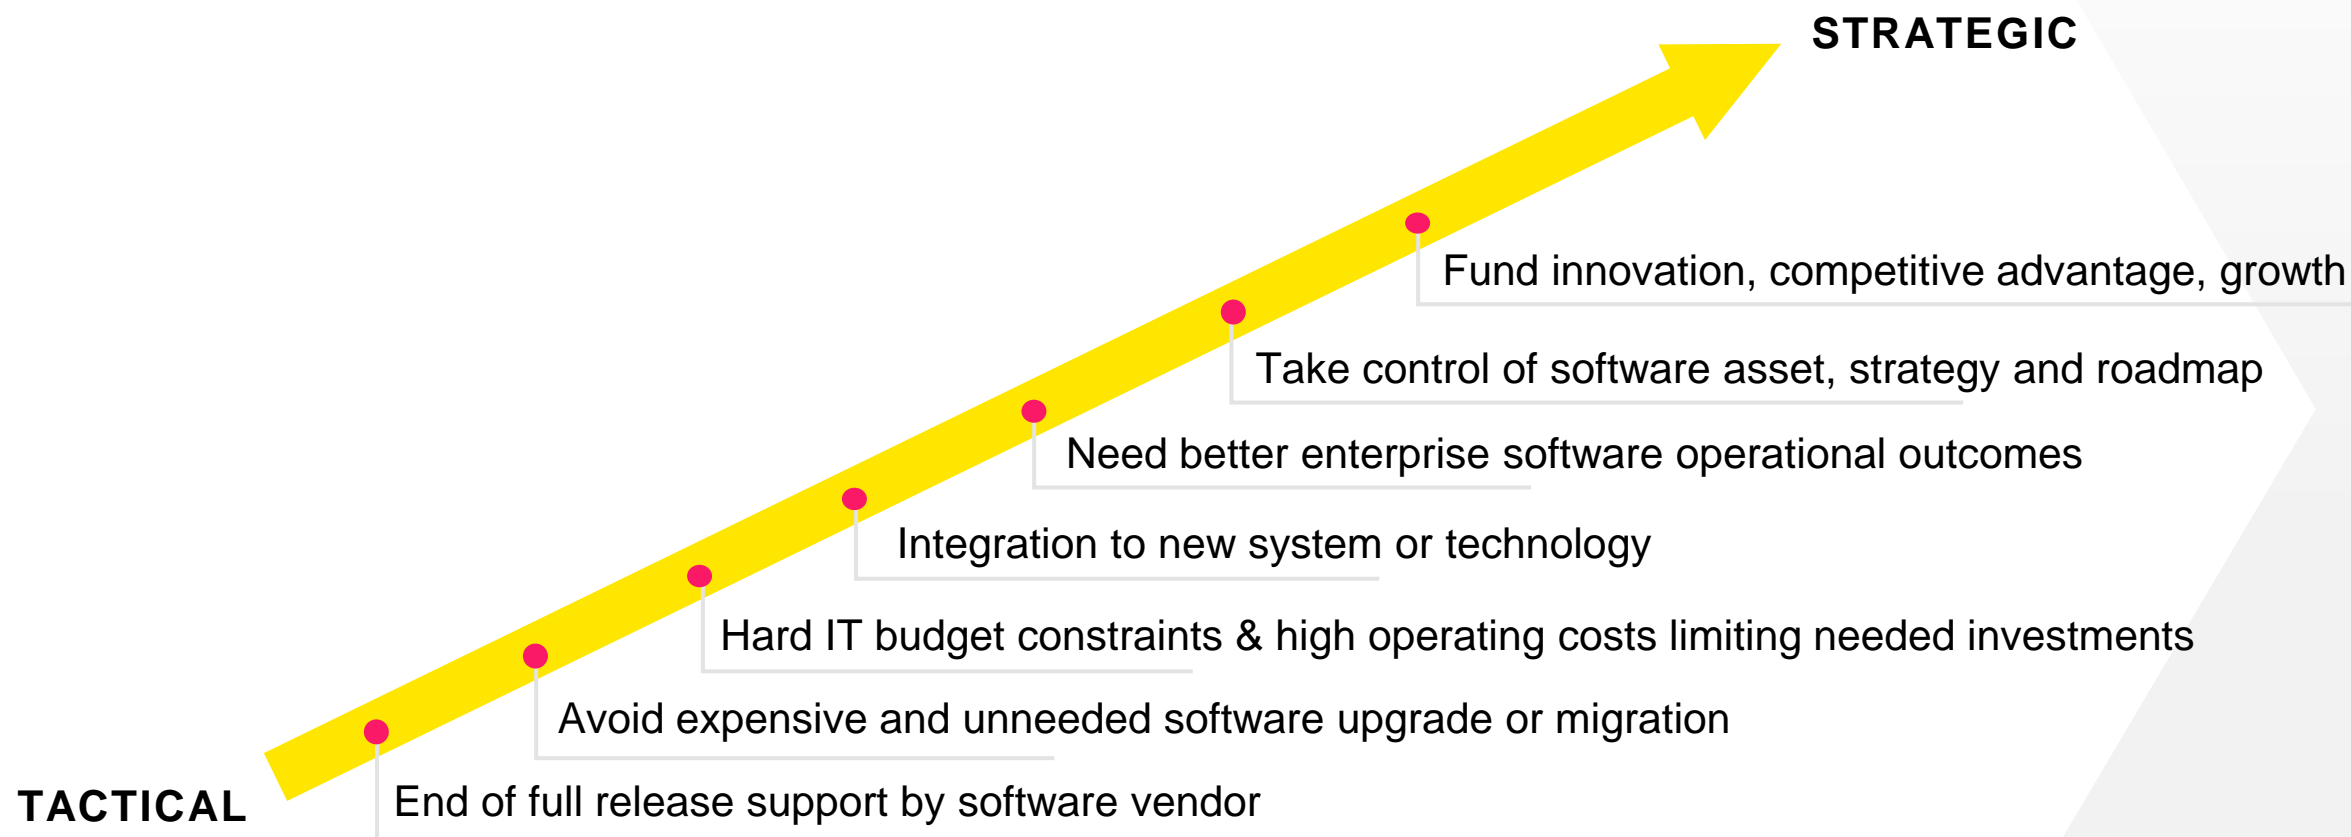 STRATEGIC
Fund innovation, competitive advantage, growth
Take control of software asset, strategy and roadmap
Need better enterprise software operational outcomes
Integration to new system or technology
Hard IT budget constraints & high operating costs limiting needed investments
Avoid expensive and unneeded software upgrade or migration
End of full release support by software vendor
TACTICAL